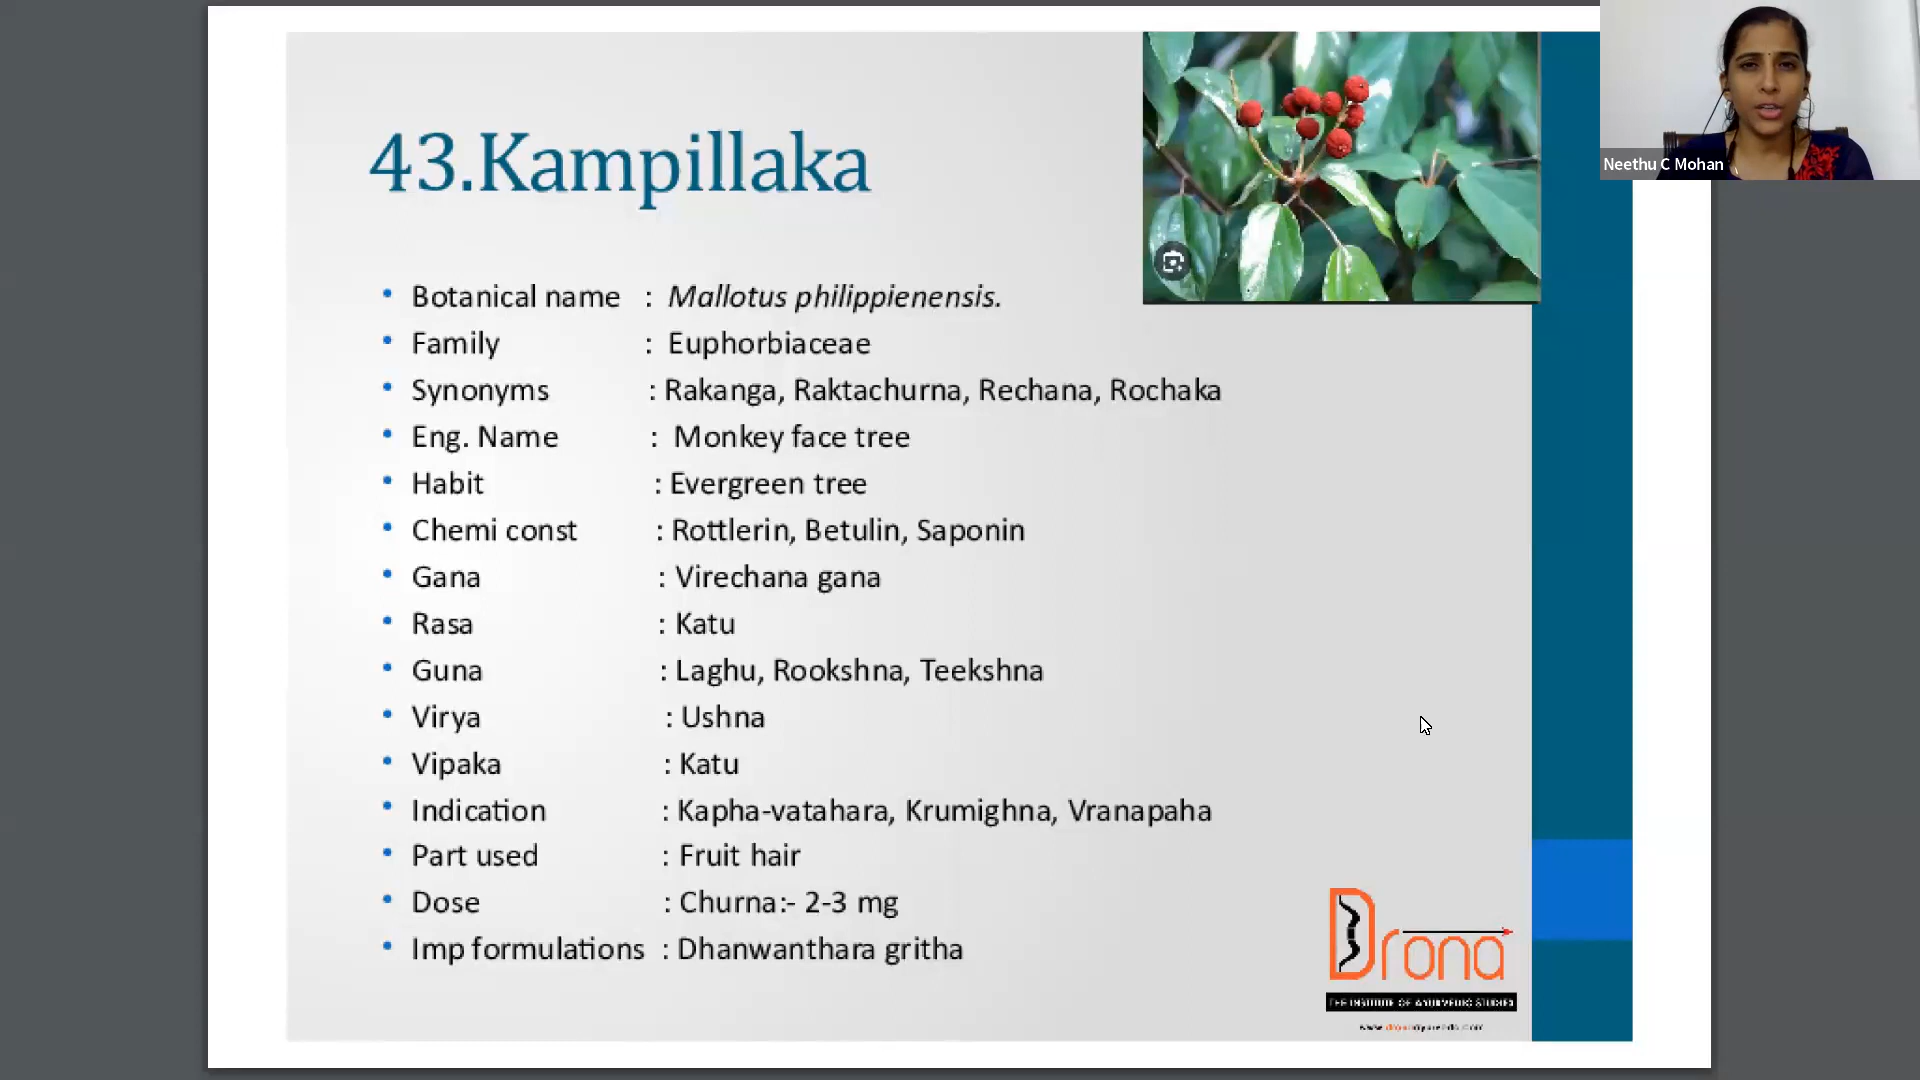 43.Kampillaka
• Botanical name : Mallotus philippienensis.
• Family : Euphorbiaceae
• Synonyms : Rakanga, Raktachurna, Rechana, Rochaka
• Eng. Name : Monkey face tree
• Habit : Evergreen tree
• Chemi const : Rottlerin, Betulin, Saponin
• Gana : Virechana gana
• Rasa : Katu
• Guna : Laghu, Rookshna, Teekshna
• Virya : Ushna
• Vipaka : Katu
• Indication : Kapha-vatahara, Krumighna, Vranapaha
• Part used : Fruit hair
• Dose : Churna:- 2-3 mg
• Imp formulations : Dhanwanthara gritha
Neethu C Mohan
Drona
THE INSTITUTE OF AYURVEDIC STUDIES